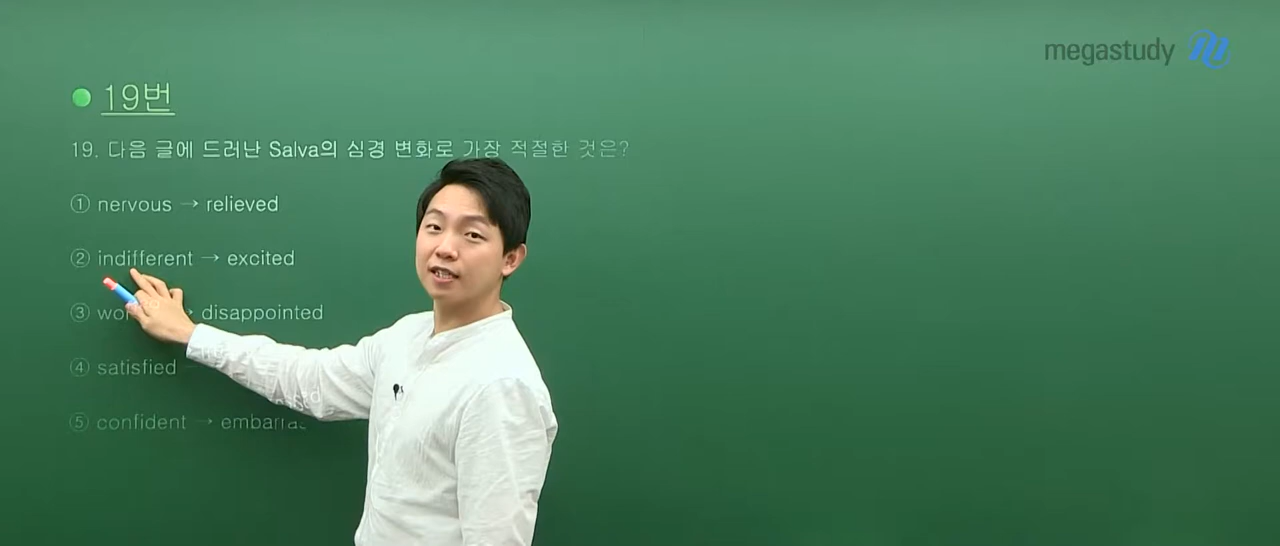 megastudy M
19번
19. 다음 글에 드러난 Salva의 심경 변화로 가장 적절한 것은?
① nervous → relieved
② indifferent → excited
③ → disappointed
④ satisfied
⑤ confident →